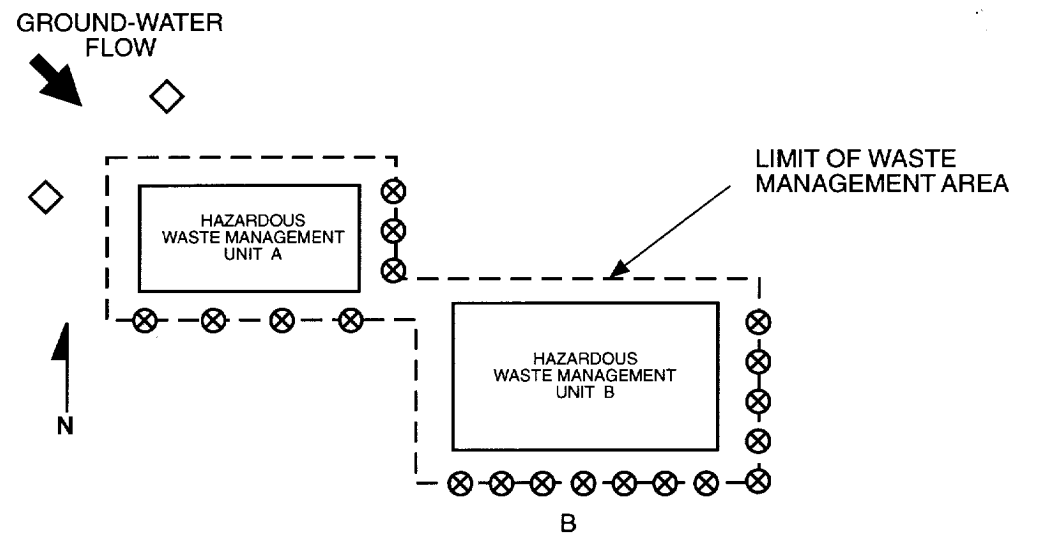 GROUND-WATER
FLOW
LIMIT OF WASTE
MANAGEMENT AREA
HAZARDOUS
WASTE MANAGEMENT
UNIT A
HAZARDOUS
WASTE MANAGEMENT
UNIT B
N
B